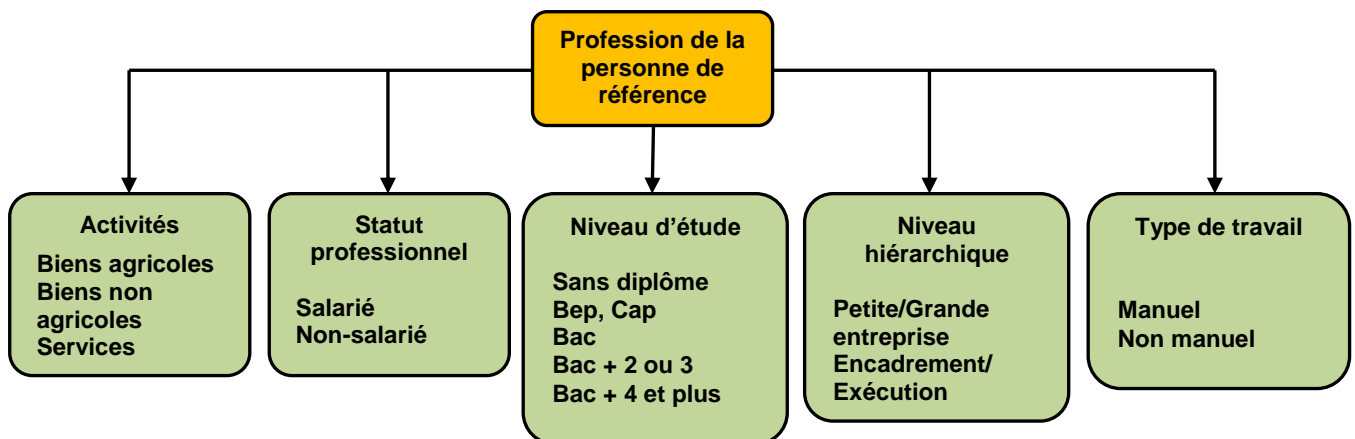 Profession de la
personne de
référence
Activités
Biens agricoles
Biens non
agricoles
Services
Statut
professionnel
Salarié
Non-salarié
Niveau d’étude
Sans diplôme
Bep, Cap
Bac
Bac + 2 ou 3
Bac + 4 et plus
Niveau
hiérarchique
Petite/Grande
entreprise
Encadrement/
Exécution
Type de travail
Manuel
Non manuel